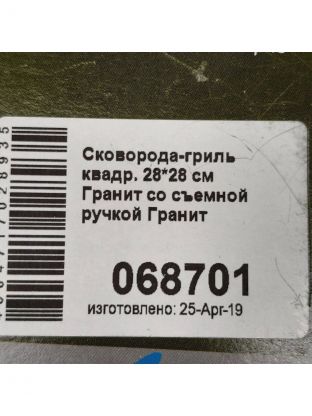 Сковорода-гриль
квадр. 28*28 см
Гранит со съемной
ручкой Гранит
068701
изготовлено: 25-Apr-19